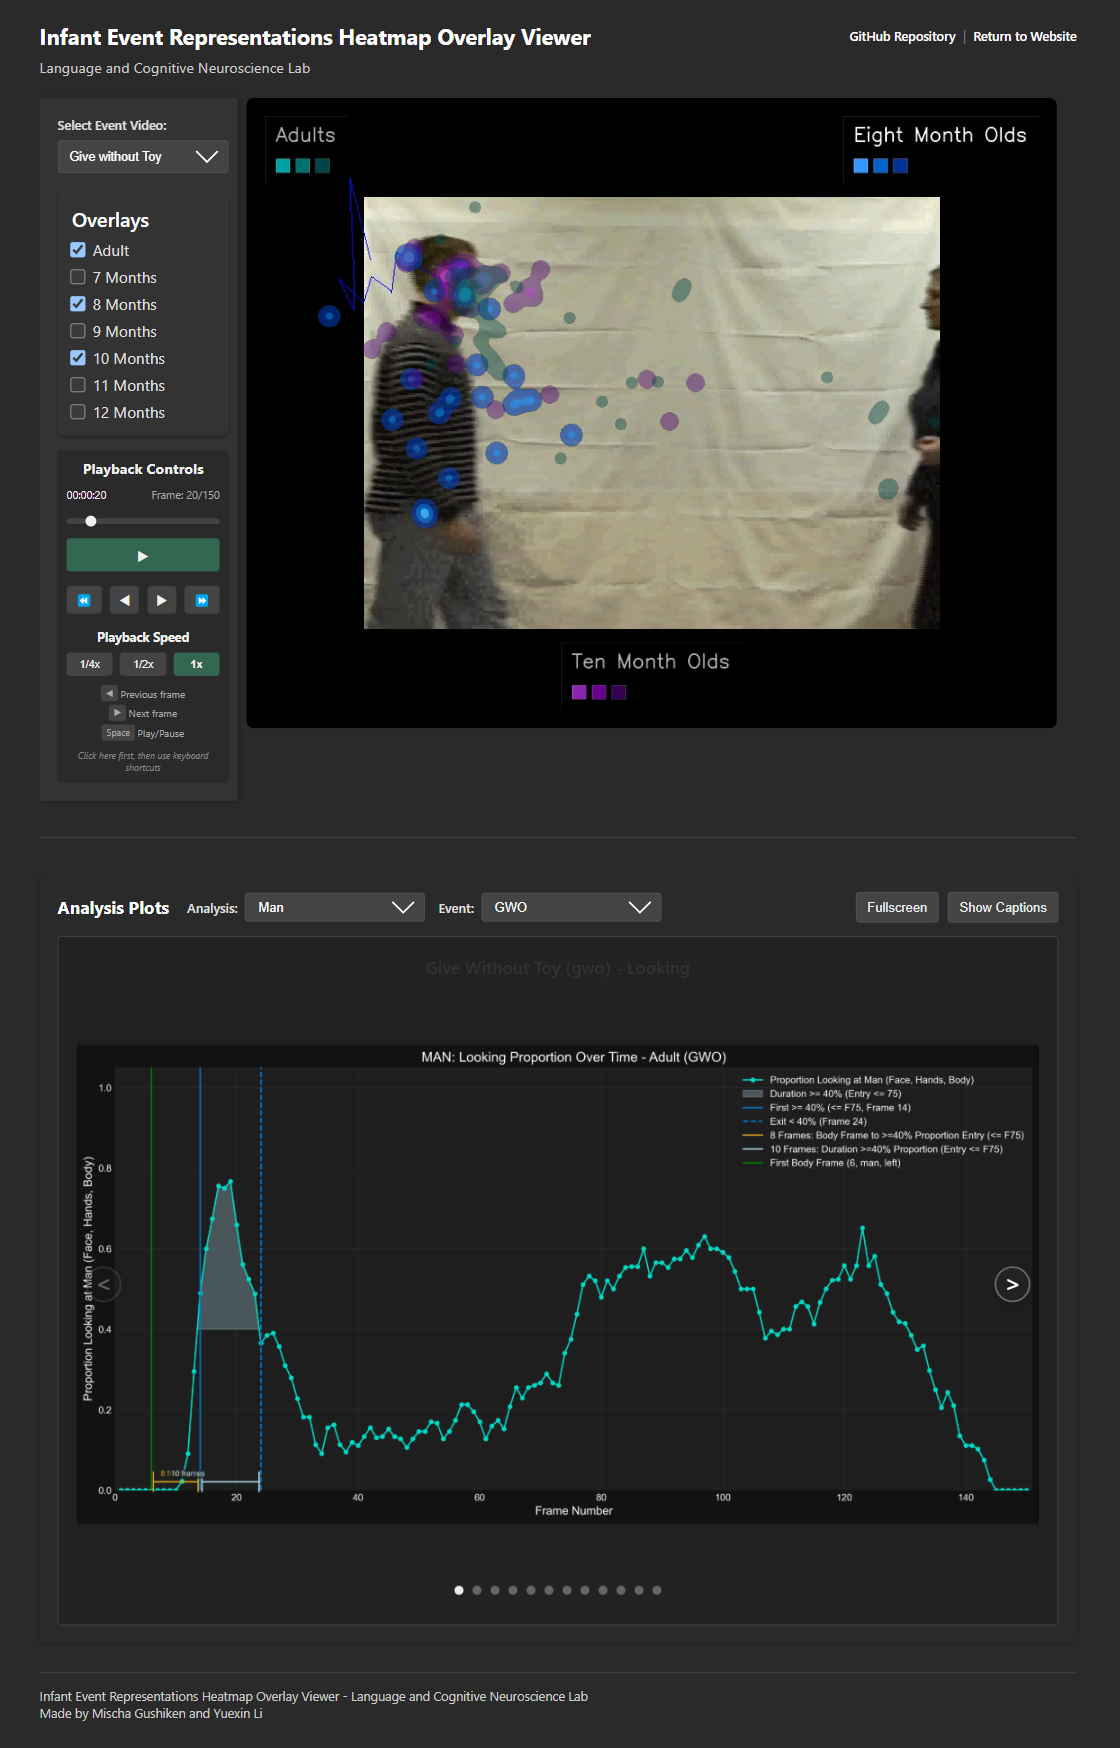 Infant Event Representations Heatmap Overlay Viewer
GitHub Repository | Return to Website
Language and Cognitive Neuroscience Lab
Select Event Video:
Give without Toy
Overlays
Adult
7 Months
8 Months
9 Months
10 Months
11 Months
12 Months
Playback Controls
00:00:20 Frame: 20/150
Playback Speed
1/4x 1/2x 1x
Previous frame
Next frame
Space Play/Pause
Click here first, then use keyboard
shortcuts
Adults
Eight Month Olds
Ten Month Olds
Analysis Plots
Analysis: Man
Event: GWO
Fullscreen
Show Captions
Give Without Toy (gwo) - Looking
MAN: Looking Proportion Over Time - Adult (GWO)
Proportion Looking at Man (Face, Hands, Body)
Duration >= 40% (Entry <= 75)
First >= 40% (<= F75, Frame 14)
Exit < 40% (Frame 24)
8 Frames: Body Frame to >=40% Proportion Entry (<= F75)
10 Frames: Duration >=40% Proportion (Entry <= F75)
First Body Frame (6, man, left)
Proportion Looking at Man (Face, Hands, Body)
1.0
0.8
0.6
0.4
0.2
0.0
10 frames
0 20 40 60 80 100 120 140
Frame Number
Infant Event Representations Heatmap Overlay Viewer - Language and Cognitive Neuroscience Lab
Made by Mischa Gushiken and Yuexin Li